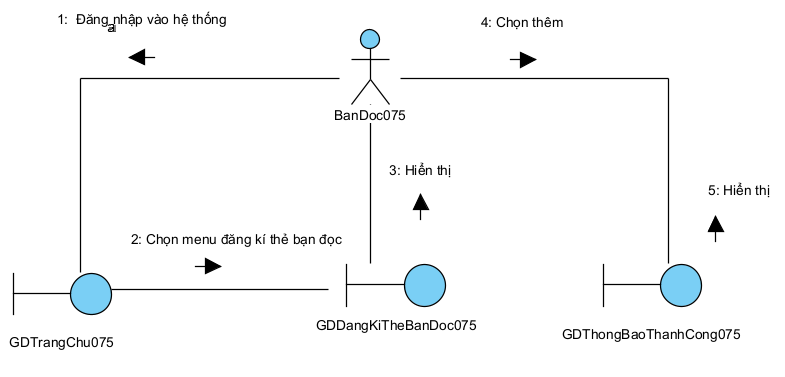 1:  Đăng nhập vào hệ thống
4: Chọn thêm
BanDoc075
3: Hiển thị
5: Hiển thị
2: Chọn menu đăng kí thẻ bạn đọc
GDTrangChu075
GDDangKiTheBanDoc075
GDThongBaoThanhCong075